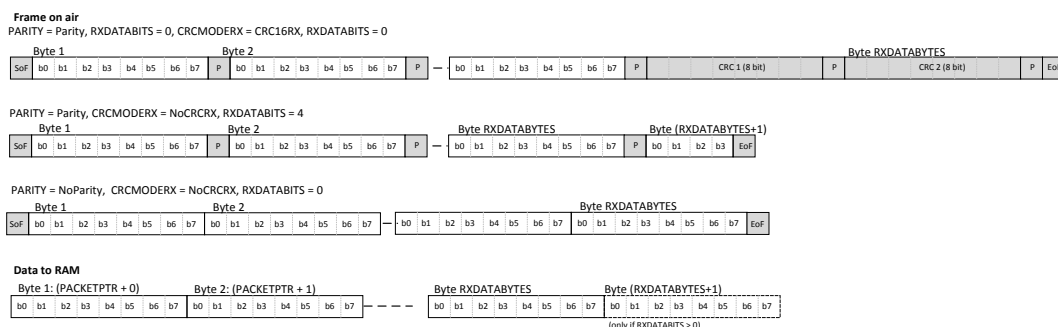 Frame on air
PARITY = Parity, RXDATABITS = 0, CRCMODERX = CRC16RX, RXDATABITS = 0
Byte 1 Byte 2 Byte RXDATABYTES
SoF b0 b1 b2 b3 b4 b5 b6 b7 P b0 b1 b2 b3 b4 b5 b6 b7 P b0 b1 b2 b3 b4 b5 b6 b7 P CRC 1 (8 bit) P CRC 2 (8 bit) P EoF
PARITY = Parity, CRCMODERX = NoCRCRX, RXDATABITS = 4
Byte 1 Byte 2 Byte RXDATABYTES Byte (RXDATABYTES+1)
SoF b0 b1 b2 b3 b4 b5 b6 b7 P b0 b1 b2 b3 b4 b5 b6 b7 P b0 b1 b2 b3 b4 b5 b6 b7 P b0 b1 b2 b3 EoF
PARITY = NoParity, CRCMODERX = NoCRCRX, RXDATABITS = 0
Byte 1 Byte 2 Byte RXDATABYTES
SoF b0 b1 b2 b3 b4 b5 b6 b7 b0 b1 b2 b3 b4 b5 b6 b7 b0 b1 b2 b3 b4 b5 b6 b7 b0 b1 b2 b3 b4 b5 b6 b7 EoF
Data to RAM
Byte 1: (PACKETPTR + 0) Byte 2: (PACKETPTR + 1) Byte RXDATABYTES Byte (RXDATABYTES+1)
b0 b1 b2 b3 b4 b5 b6 b7 b0 b1 b2 b3 b4 b5 b6 b7 b0 b1 b2 b3 b4 b5 b6 b7 b0 b1 b2 b3 b4 b5 b6 b7
(only if RXDATABITS > 0)